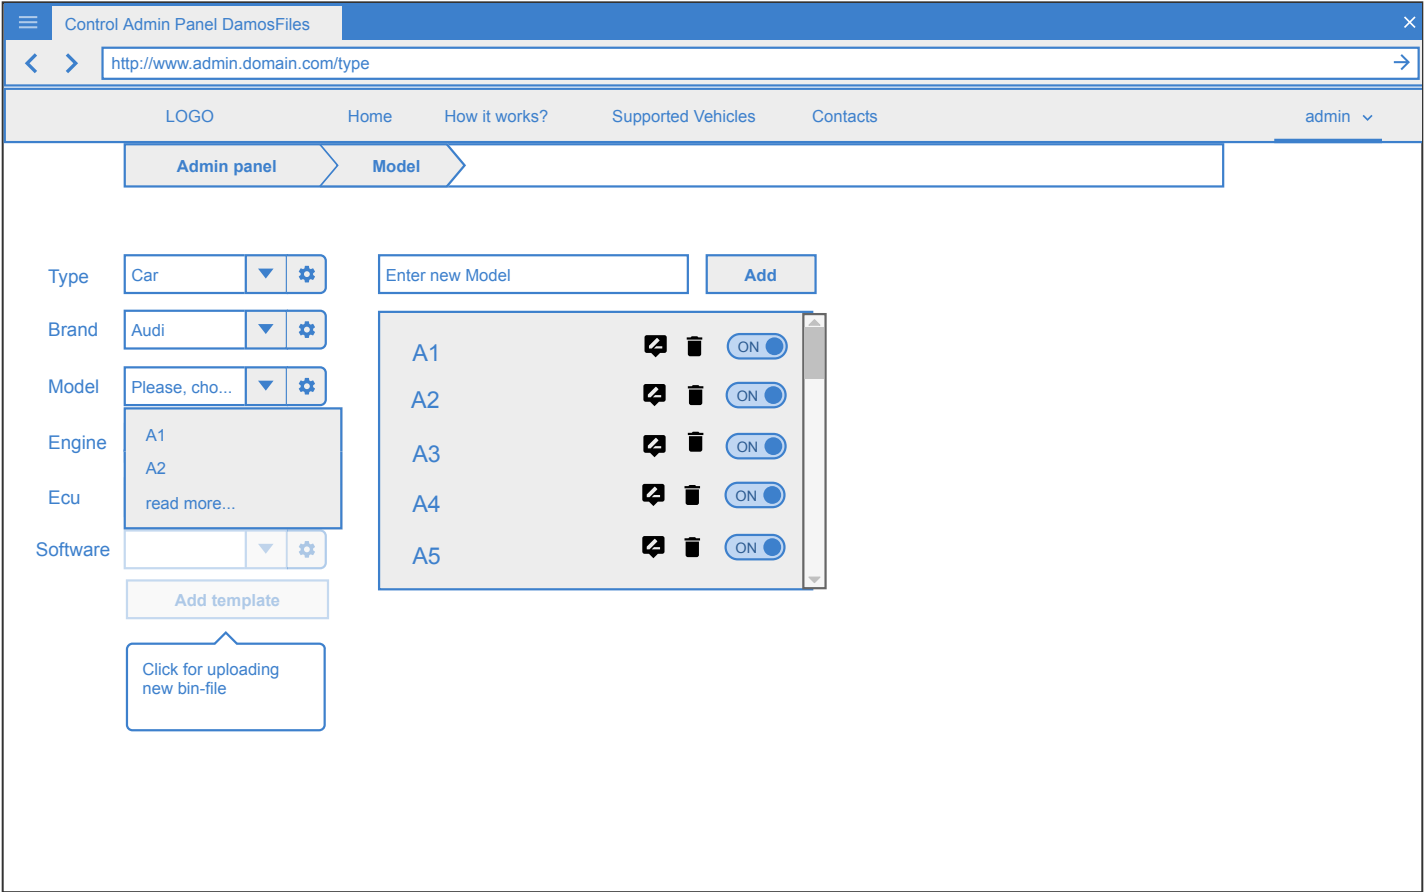 Control Admin Panel DamosFiles
http://www.admin.domain.com/type
LOGO Home How it works? Supported Vehicles Contacts admin
Admin panel Model
Type Car Enter new Model Add
Brand Audi
Model Please, cho...
A1
A2
read more...
Engine
Ecu
Software
Add template
Click for uploading
new bin-file
A1 ON
A2 ON
A3 ON
A4 ON
A5 ON